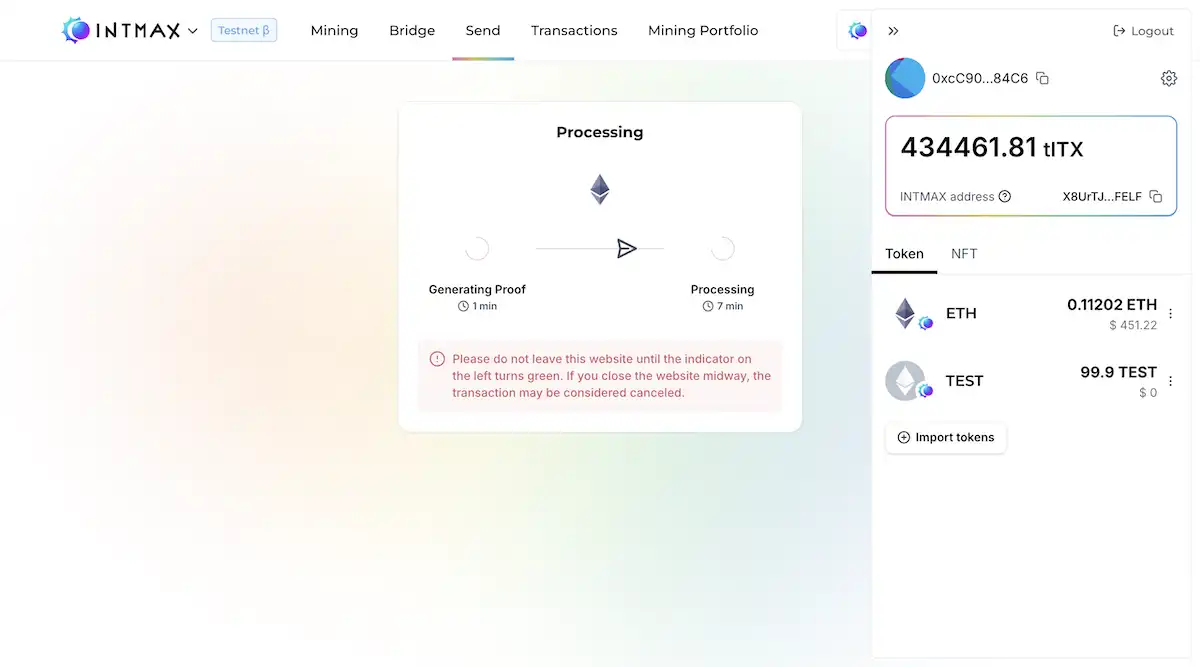 INTMAX Testnet β Mining Bridge Send Transactions Mining Portfolio
Logout
0xcC90...84C6
434461.81 tITX
INTMAX address X8UrTJ...FELF
Token NFT
ETH 0.11202 ETH
$ 451.22
TEST 99.9 TEST
$ 0
Import tokens
Processing
Generating Proof
1 min
Processing
7 min
Please do not leave this website until the indicator on
the left turns green. If you close the website midway, the
transaction may be considered canceled.